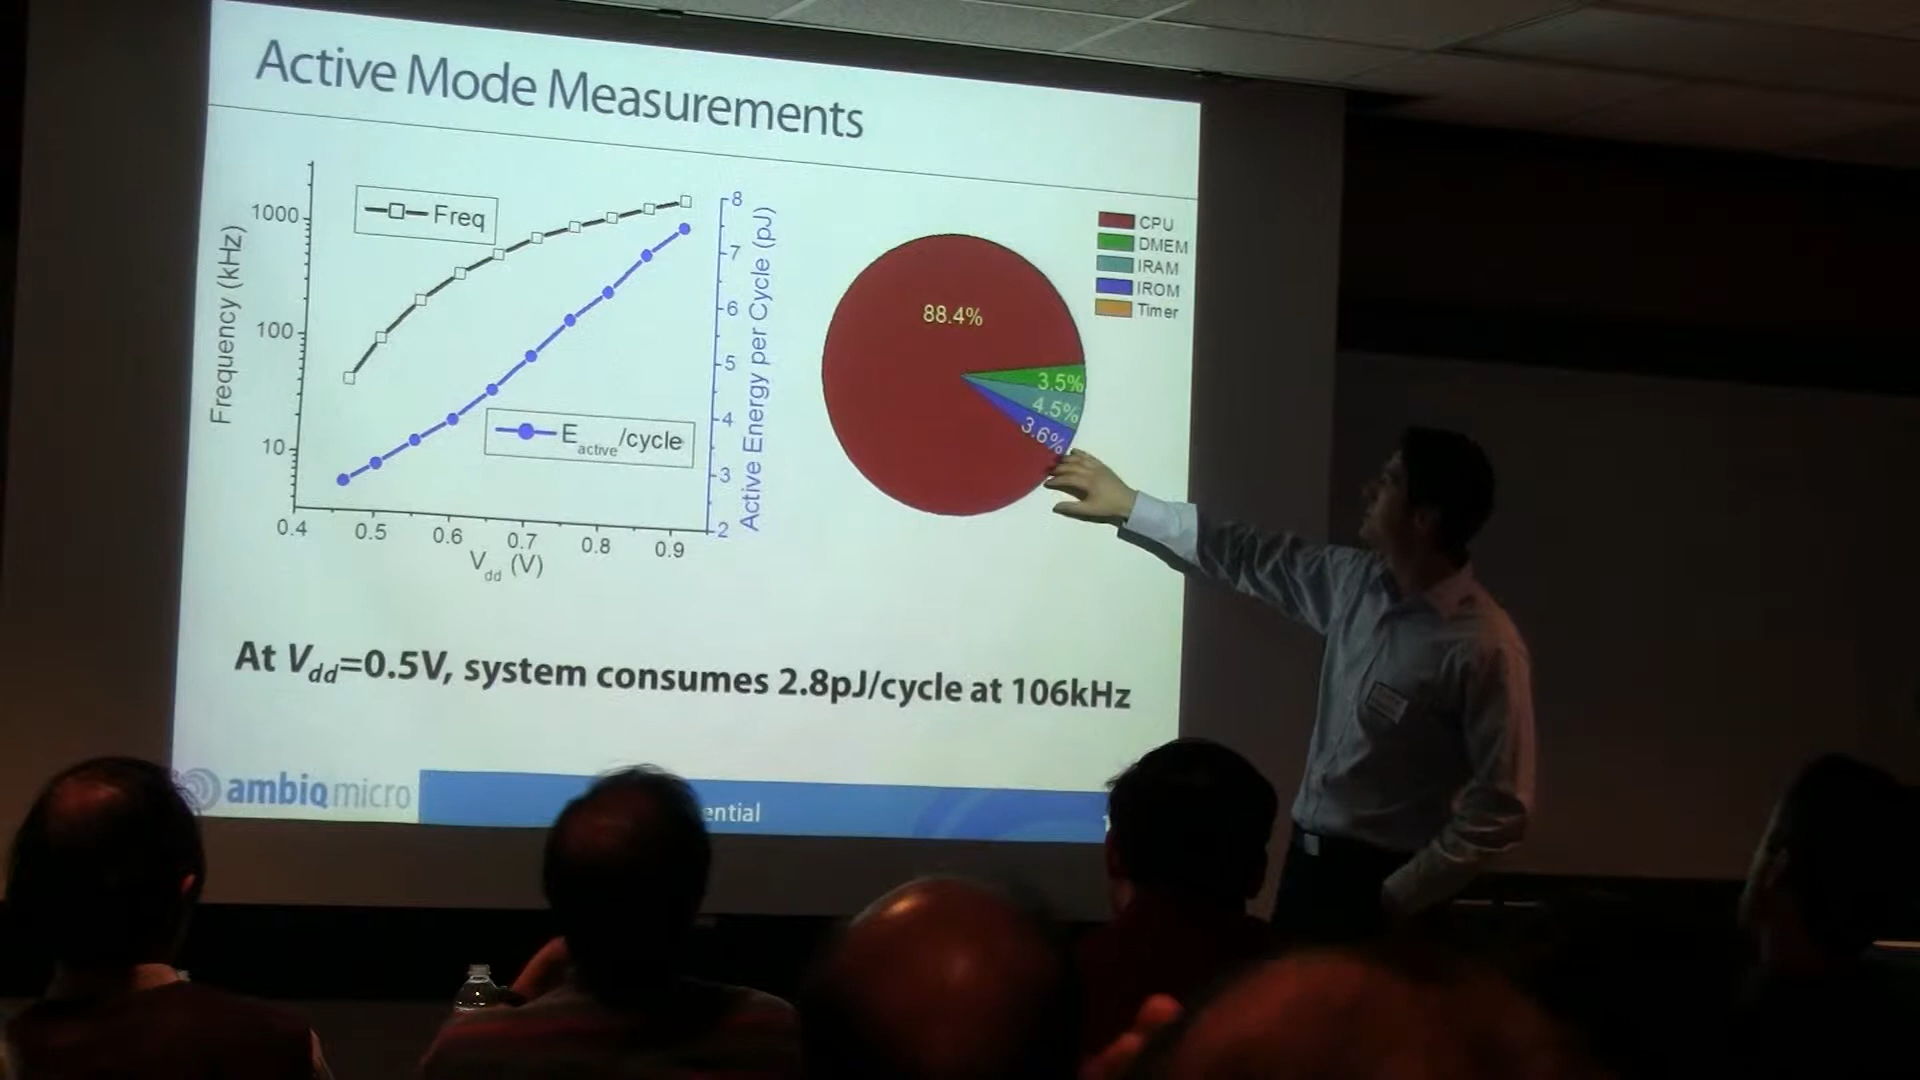 Active Mode Measurements
1000
100
10
Frequency (kHz)
Freq
Eactive/cycle
8
7
6
5
4
3
2
Active Energy per Cycle (pJ)
0.4 0.5 0.6 0.7 0.8 0.9
Vdd (V)
88.4%
3.5%
4.5%
3.6%
CPU
DMEM
IRAM
IROM
Timer
At Vdd=0.5V, system consumes 2.8pJ/cycle at 106kHz
ambiq micro
ential